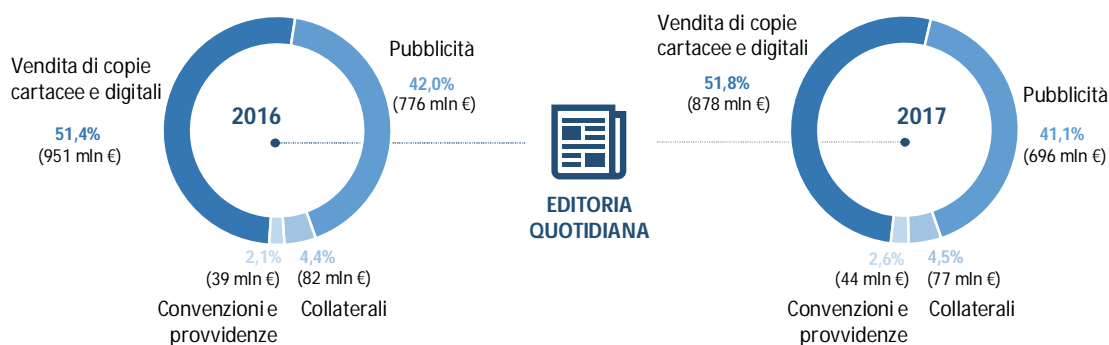 Vendita di copie
cartacee e digitali
51,4%
(951 mln €)
2016
Pubblicità
42,0%
(776 mln €)
2,1%
(39 mln €)
Convenzioni e
provvidenze
4,4%
(82 mln €)
Collaterali
EDITORIA
QUOTIDIANA
Vendita di copie
cartacee e digitali
51,8%
(878 mln €)
2017
Pubblicità
41,1%
(696 mln €)
2,6%
(44 mln €)
Convenzioni e
provvidenze
4,5%
(77 mln €)
Collaterali